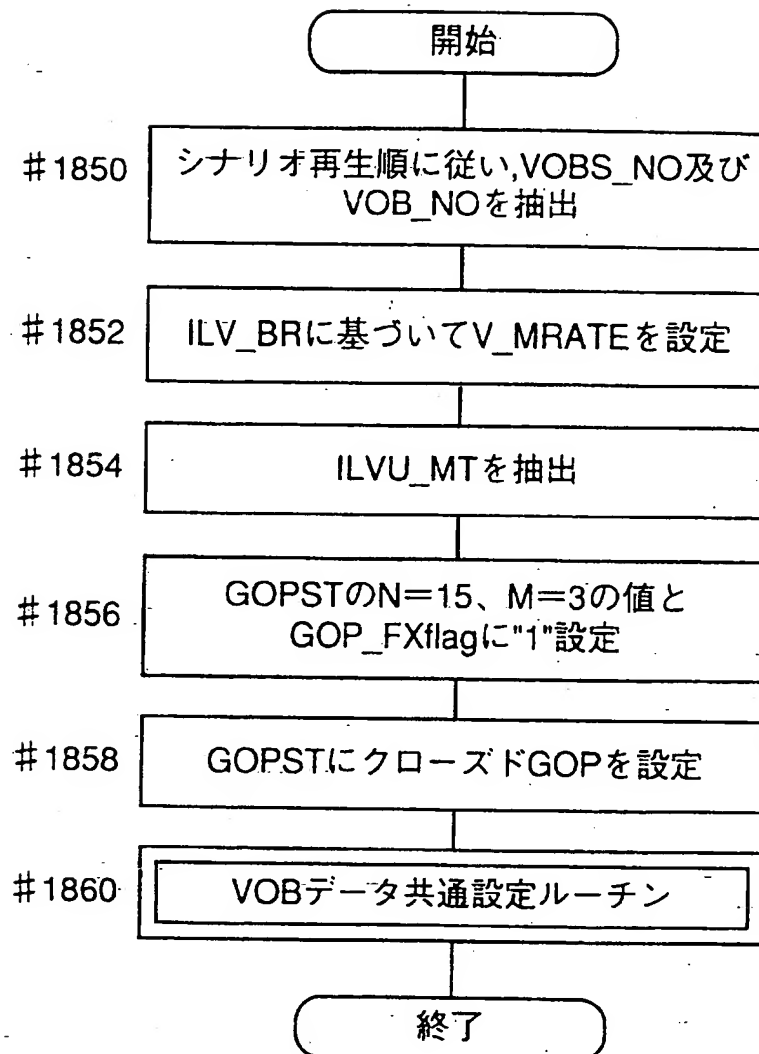 開始
#1850
シナリオ再生順に従い,VOBS_NO及び
VOB_NOを抽出
#1852
ILV_BRに基づいてV_MRATEを設定
#1854
ILVU_MTを抽出
#1856
GOPSTのN=15、M=3の値と
GOP_FXflagに"1"設定
#1858
GOPSTにクローズドGOPを設定
#1860
VOBデータ共通設定ルーチン
終了